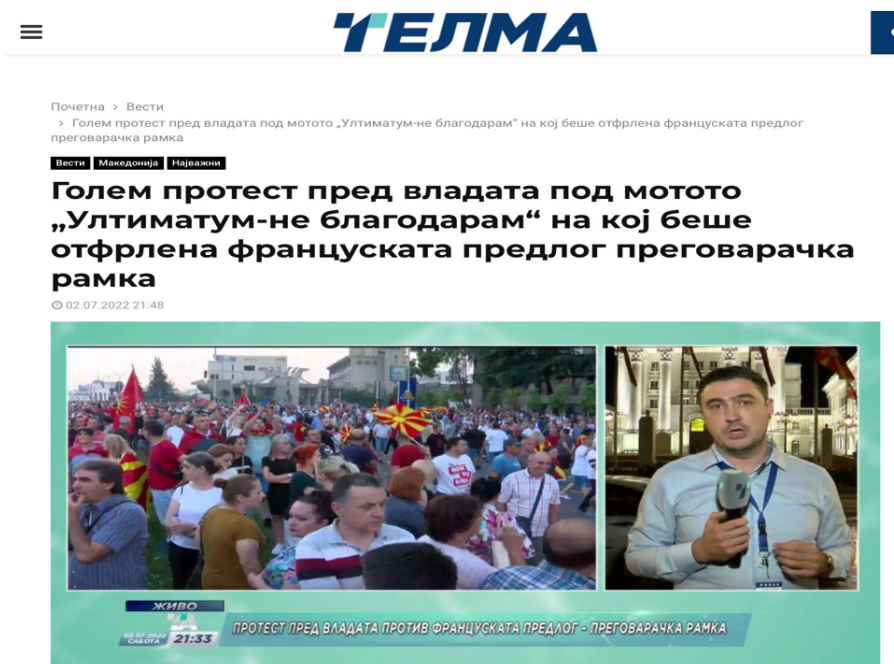 ТЕЛМА
Почетна > Вести
> Голем протест пред владата под мотото „Ултиматум-не благодарам“ на кој беше отфрлена француската предлог
преговарачка рамка
Вести Македонија Најважни
Голем протест пред владата под мотото
„Ултиматум-не благодарам“ на кој беше
отфрлена француската предлог преговарачка
рамка
02.07.2022 21:48
ЖИВО
02.07.2022
САБОТА
21:33
ПРОТЕСТ ПРЕД ВЛАДАТА ПРОТИВ ФРАНЦУСКАТА ПРЕДЛОГ - ПРЕГОВАРАЧКА РАМКА